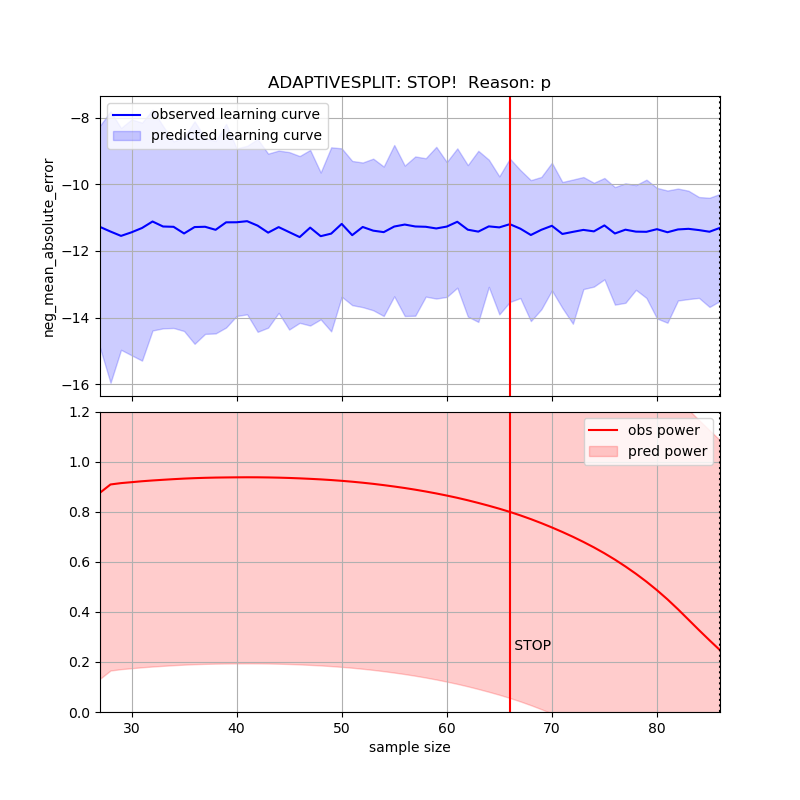 ADAPTIVESPLIT: STOP!  Reason: p
observed learning curve
predicted learning curve
neg_mean_absolute_error
−8
−10
−12
−14
−16
obs power
pred power
1.2
1.0
0.8
0.6
0.4
0.2
0.0
STOP
30 40 50 60 70 80
sample size